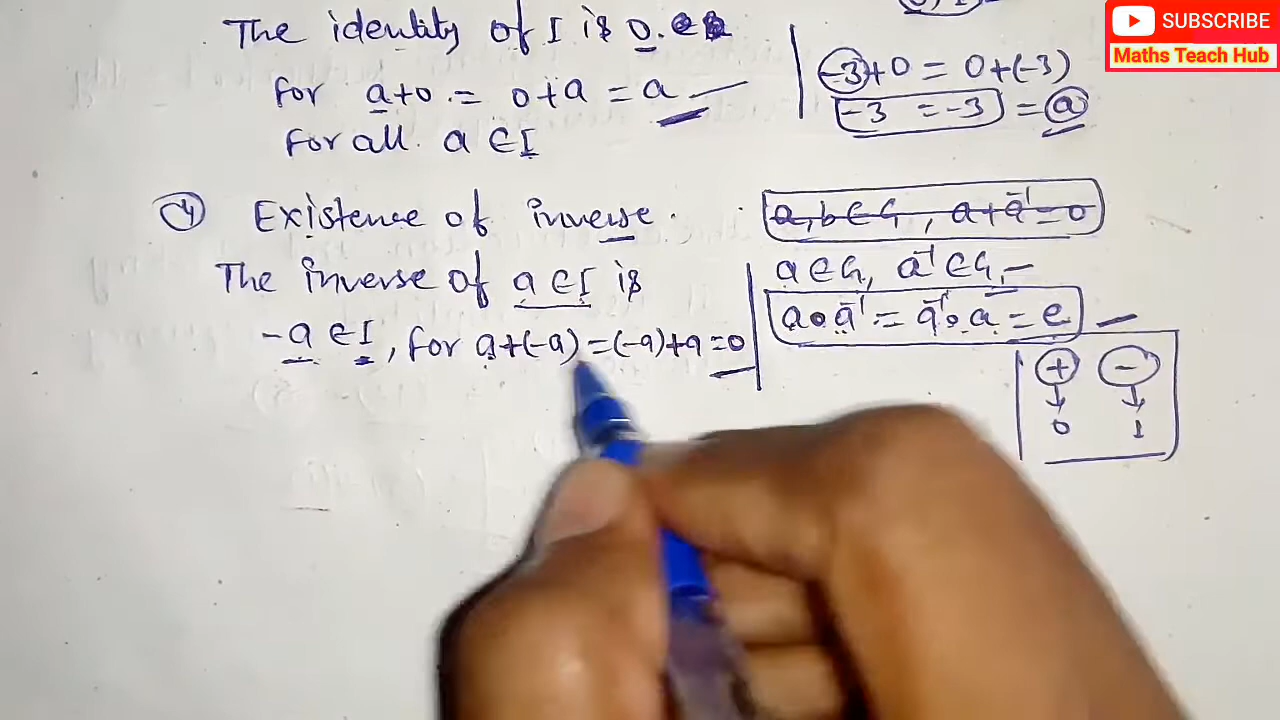 The identity of I is 0.
for a+0 = 0+a = a
for all a ∈ I
-3+0 = 0+(-3)
-3 = -3 = a
SUBSCRIBE
Maths Teach Hub
4 Existence of inverse.
The inverse of a ∈ I is
-a ∈ I, for a+(-a) = (-a)+a = 0
a, b ∈ G, a+a⁻¹ = 0
a ∈ G, a⁻¹ ∈ G,
a∘a⁻¹ = a⁻¹∘a = e
+ -
0 1